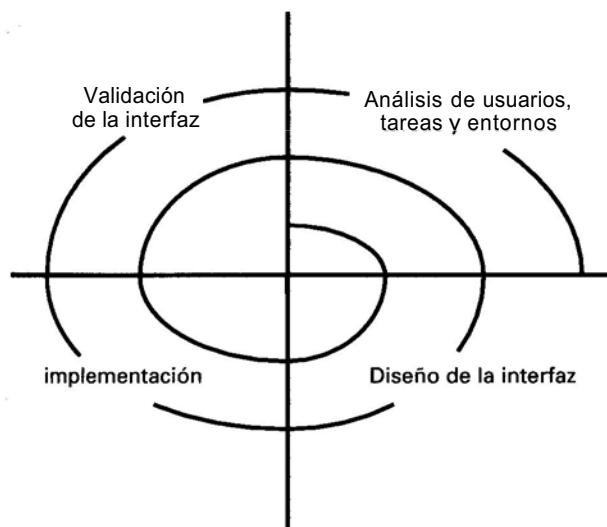 Validación
de la interfaz
Análisis de usuarios,
tareas y entornos
implementación
Diseño de la interfaz